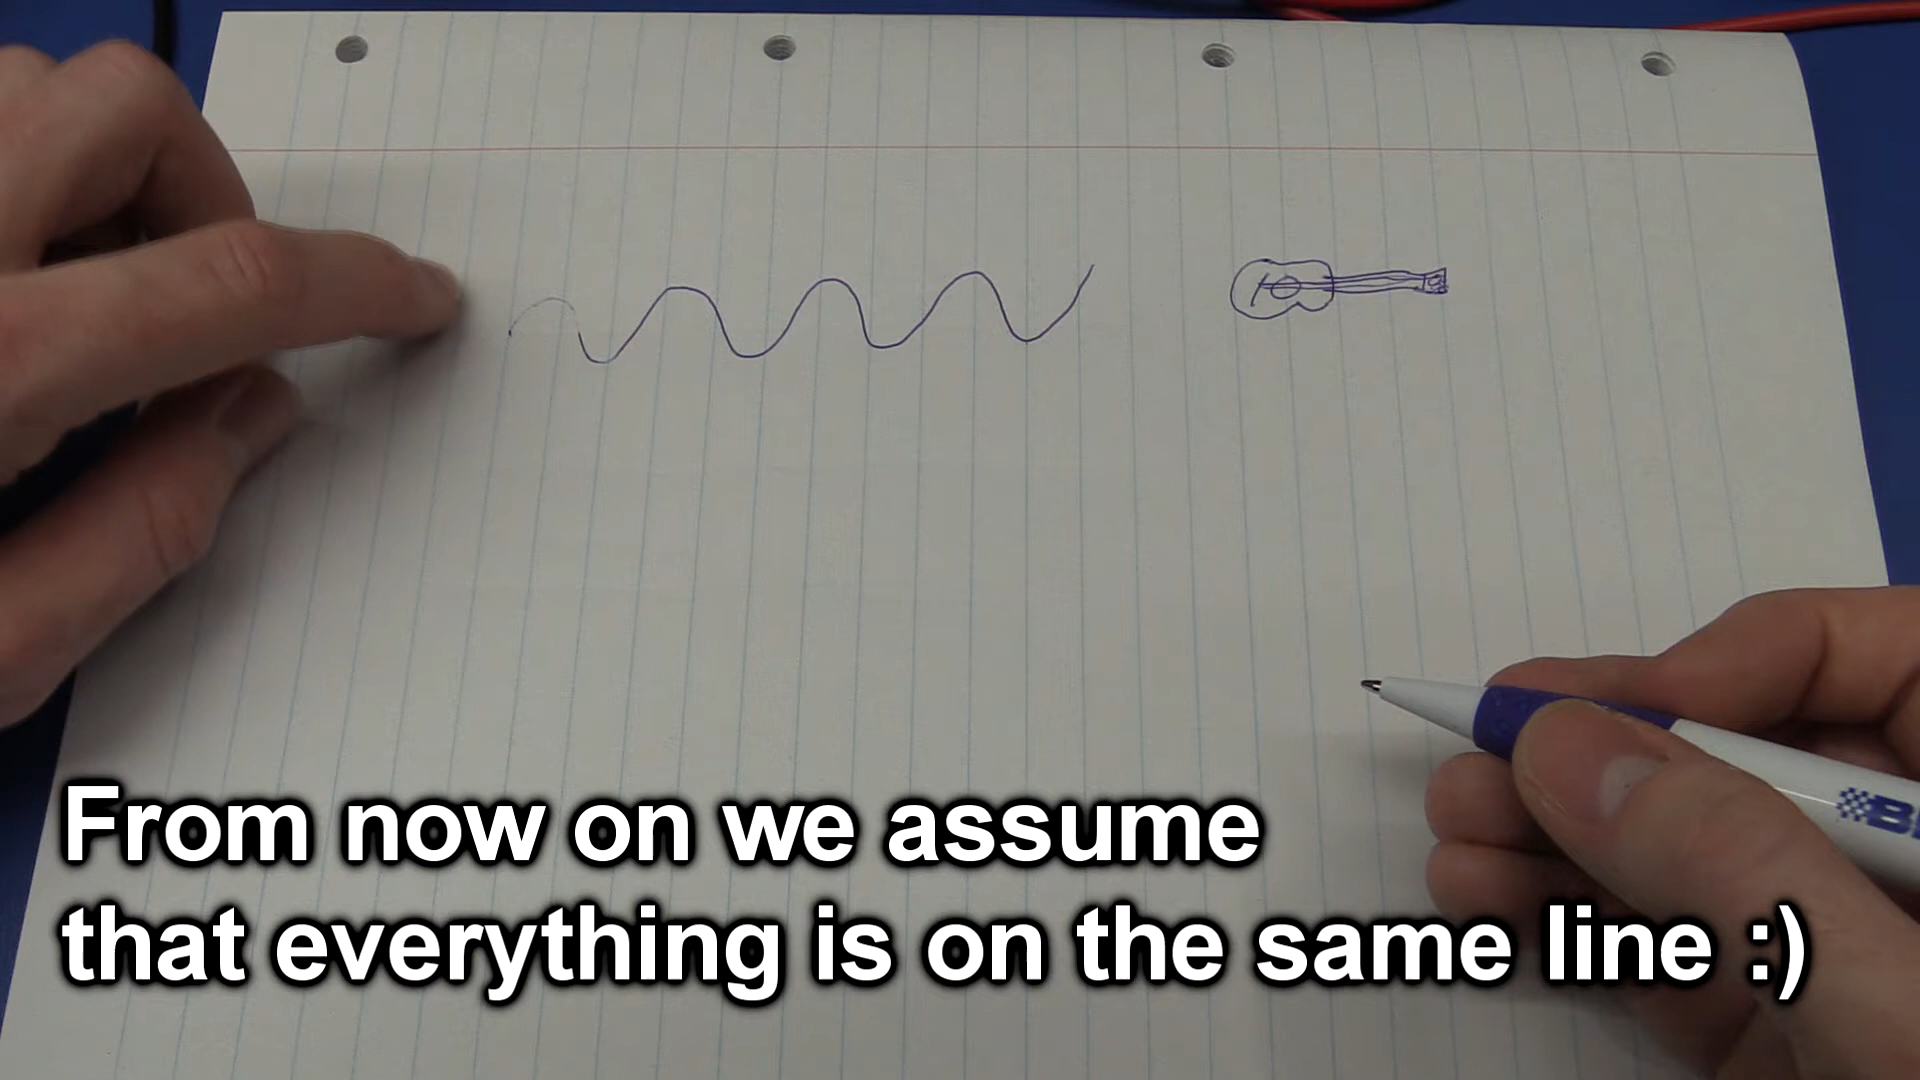 From now on we assume
that everything is on the same line :)